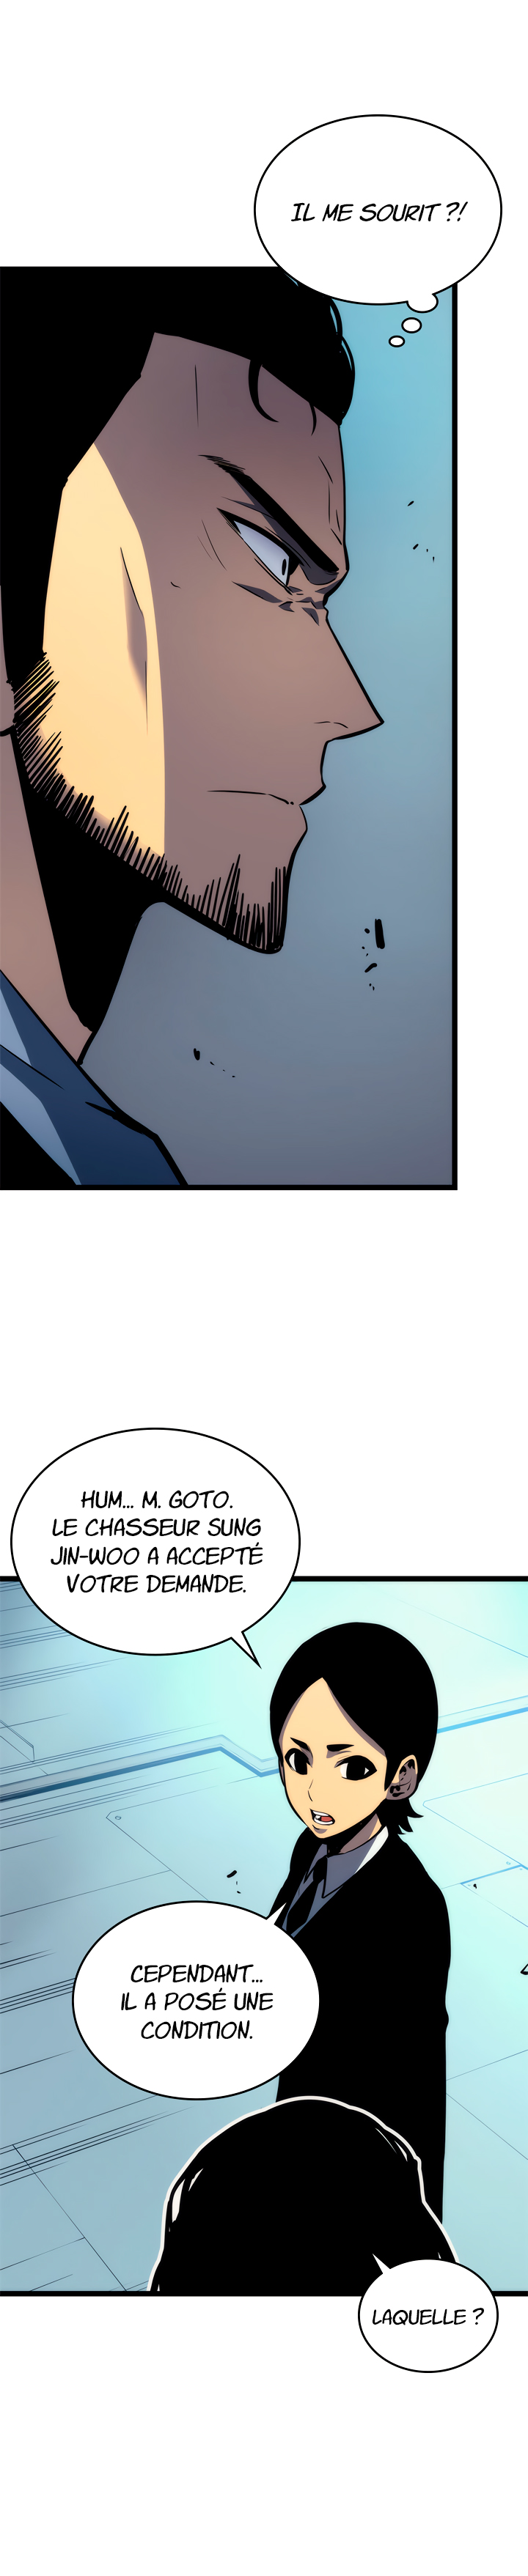 IL ME SOURIT ?!
HUM... M. GOTO.
LE CHASSEUR SUNG
JIN-WOO A ACCEPTÉ
VOTRE DEMANDE.
CEPENDANT...
IL A POSÉ UNE
CONDITION.
LAQUELLE ?